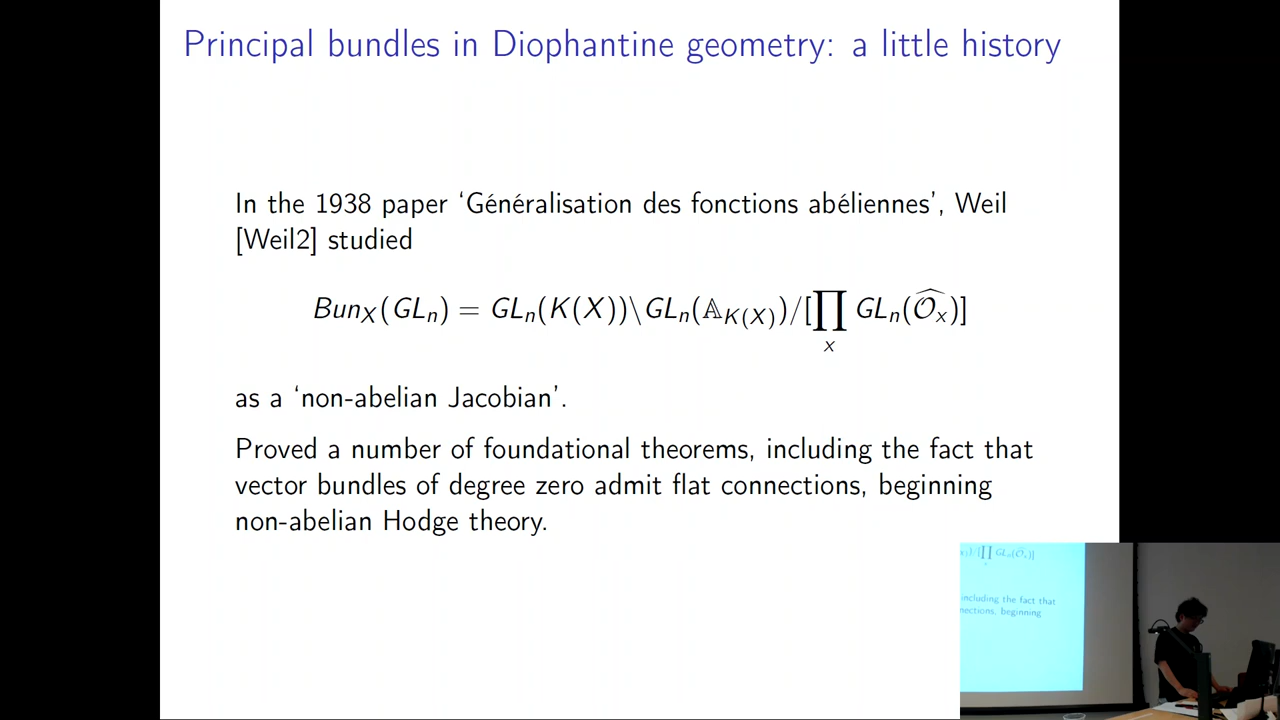 Principal bundles in Diophantine geometry: a little history
In the 1938 paper ‘Généralisation des fonctions abéliennes’, Weil
[Weil2] studied
Bun_X(GL_n) = GL_n(K(X))\GL_n(𝔸_{K(X)})/[∏_x GL_n(\widehat{𝒪_x})]
as a ‘non-abelian Jacobian’.
Proved a number of foundational theorems, including the fact that
vector bundles of degree zero admit flat connections, beginning
non-abelian Hodge theory.
GL_n(𝒪_x)]
including the fact that
nections, beginning